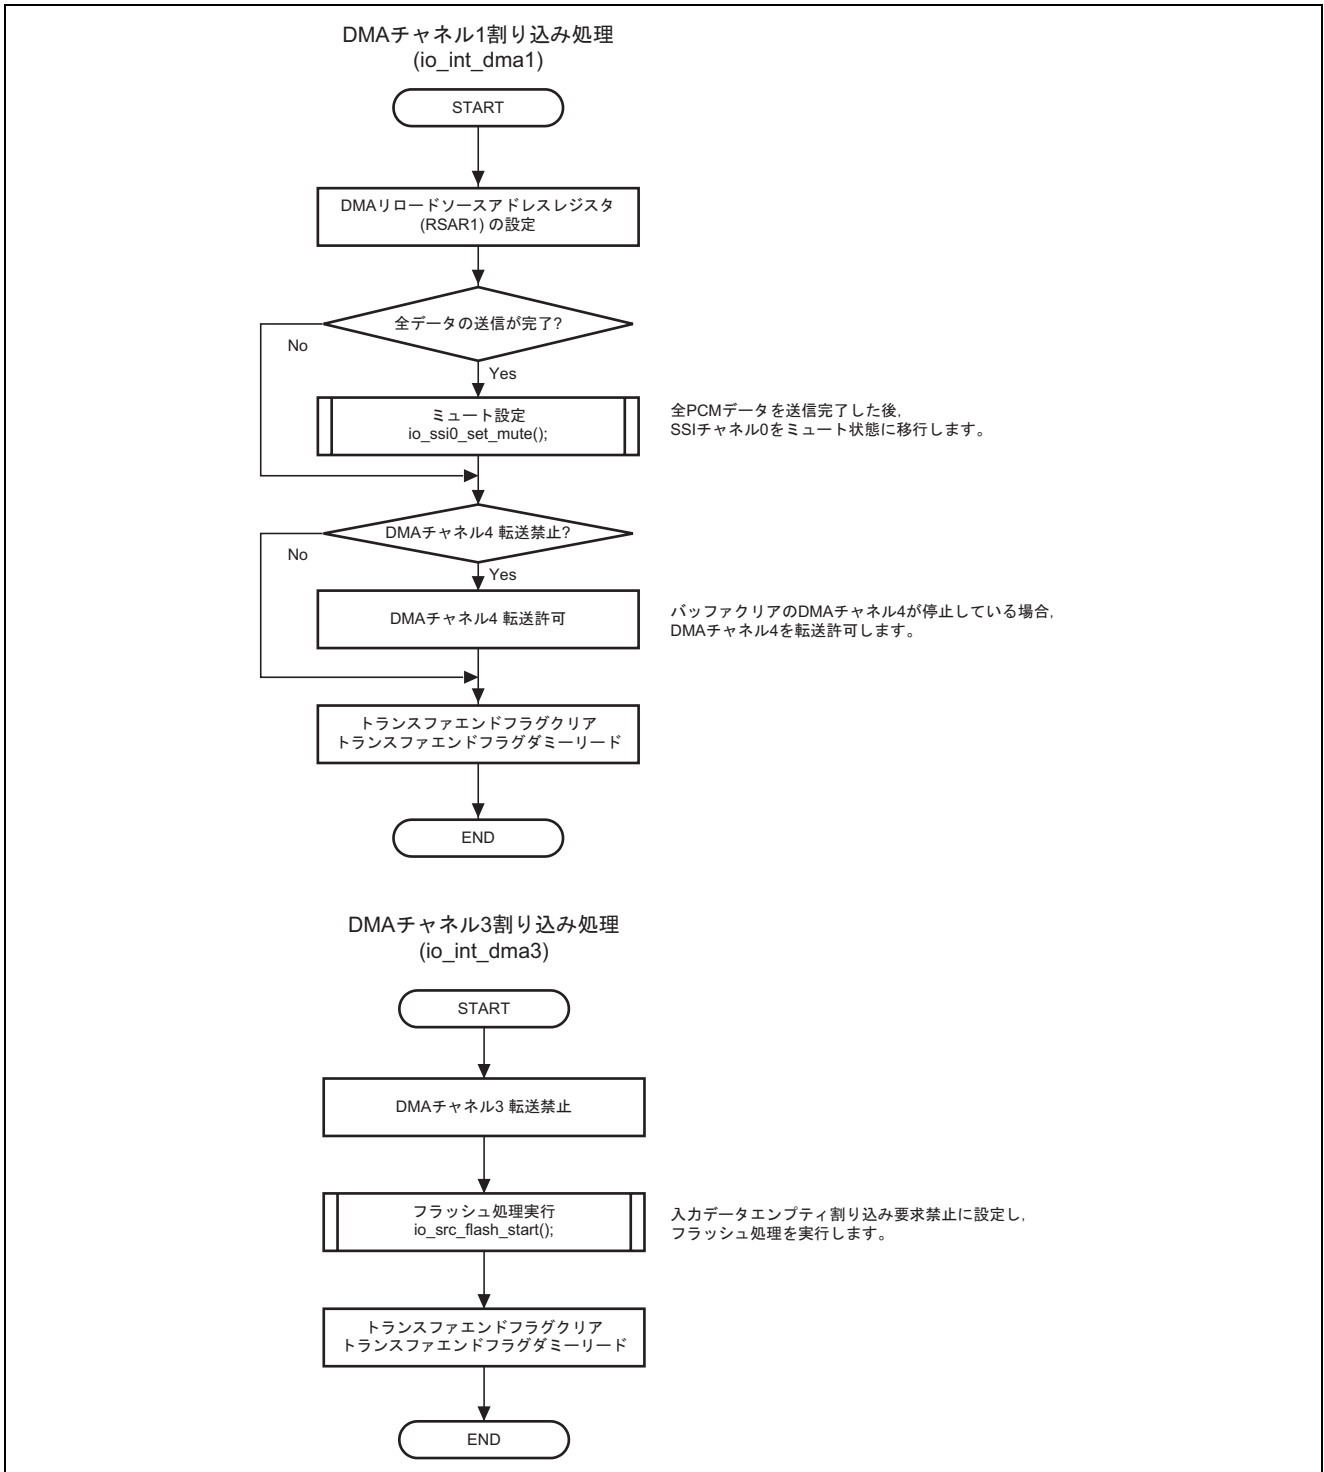 DMAチャネル1割り込み処理
(io_int_dma1)
START
DMAリロードソースアドレスレジスタ
(RSAR1) の設定
全データの送信が完了?
No
Yes
ミュート設定
io_ssi0_set_mute();
全PCMデータを送信完了した後,
SSIチャネル0をミュート状態に移行します。
DMAチャネル4 転送禁止?
No
Yes
DMAチャネル4 転送許可
バッファクリアのDMAチャネル4が停止している場合,
DMAチャネル4を転送許可します。
トランスファエンドフラグクリア
トランスファエンドフラグダミーリード
END
DMAチャネル3割り込み処理
(io_int_dma3)
START
DMAチャネル3 転送禁止
フラッシュ処理実行
io_src_flash_start();
入力データエンプティ割り込み要求禁止に設定し,
フラッシュ処理を実行します。
トランスファエンドフラグクリア
トランスファエンドフラグダミーリード
END